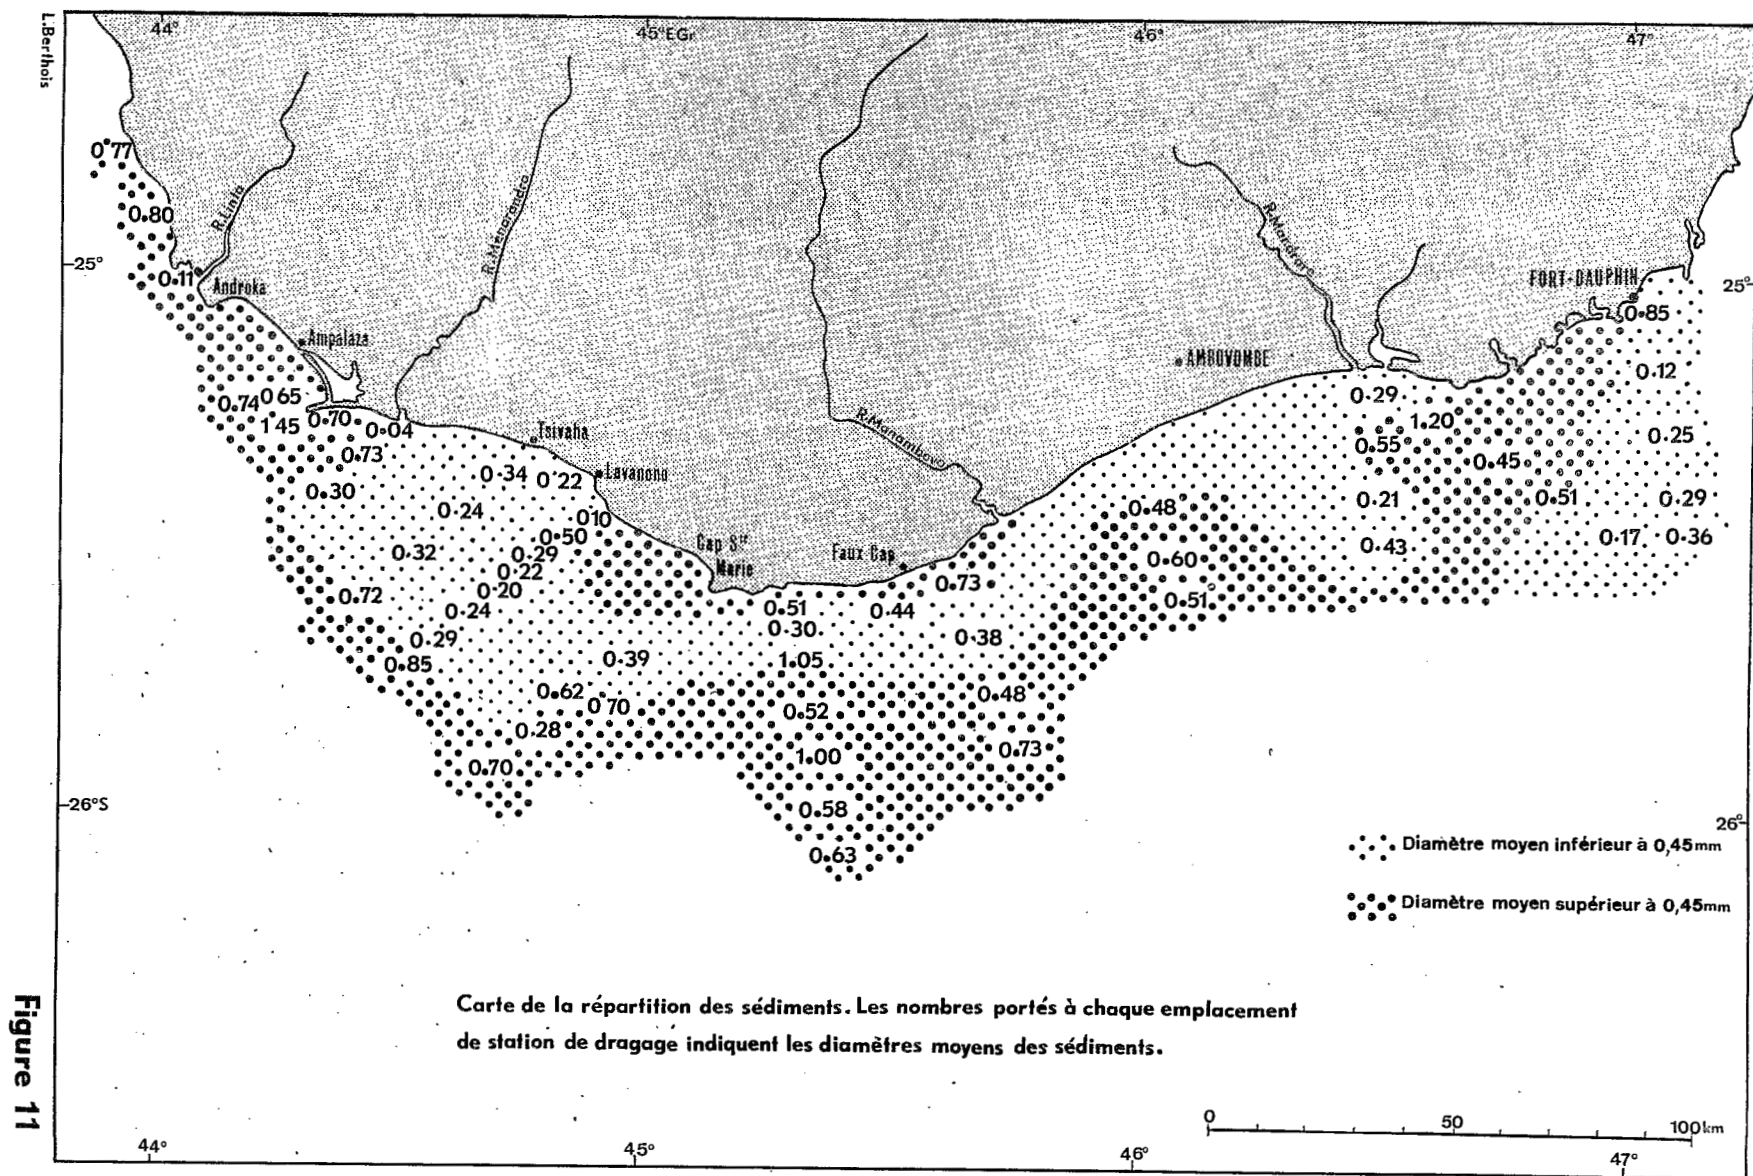 L.Berthois
44°
45°E Gr
46°
47°
0.77
0.80
R.Linta
R.Menarandra
R.Mandrare
R.Manambovo
25°
0.11
Androka
FORT-DAUPHIN
25°
0.85
Ampalaza
AMBOVOMBE
0.12
0.74 0.65
0.29
1.45 0.70 0.04
1.20
Tsivaha
0.25
0.73
0.34 0.22
Lavanono
0.55
0.45
0.30
0.24
0.10
0.48
0.21
0.51
0.29
0.50
0.32
0.29
Cap Ste
Marie
Faux Cap
0.60
0.43
0.17 0.36
0.22
0.72
0.20
0.73
0.24
0.51
0.44
0.51
0.29
0.30
0.38
0.85
0.39
1.05
0.62
0.70
0.48
0.28
0.52
0.73
0.70
1.00
26°S
0.58
26°
0.63
Diamètre moyen inférieur à 0,45mm
Diamètre moyen supérieur à 0,45mm
Carte de la répartition des sédiments. Les nombres portés à chaque emplacement
de station de dragage indiquent les diamètres moyens des sédiments.
0 50 100km
44°
45°
46°
47°
Figure 11